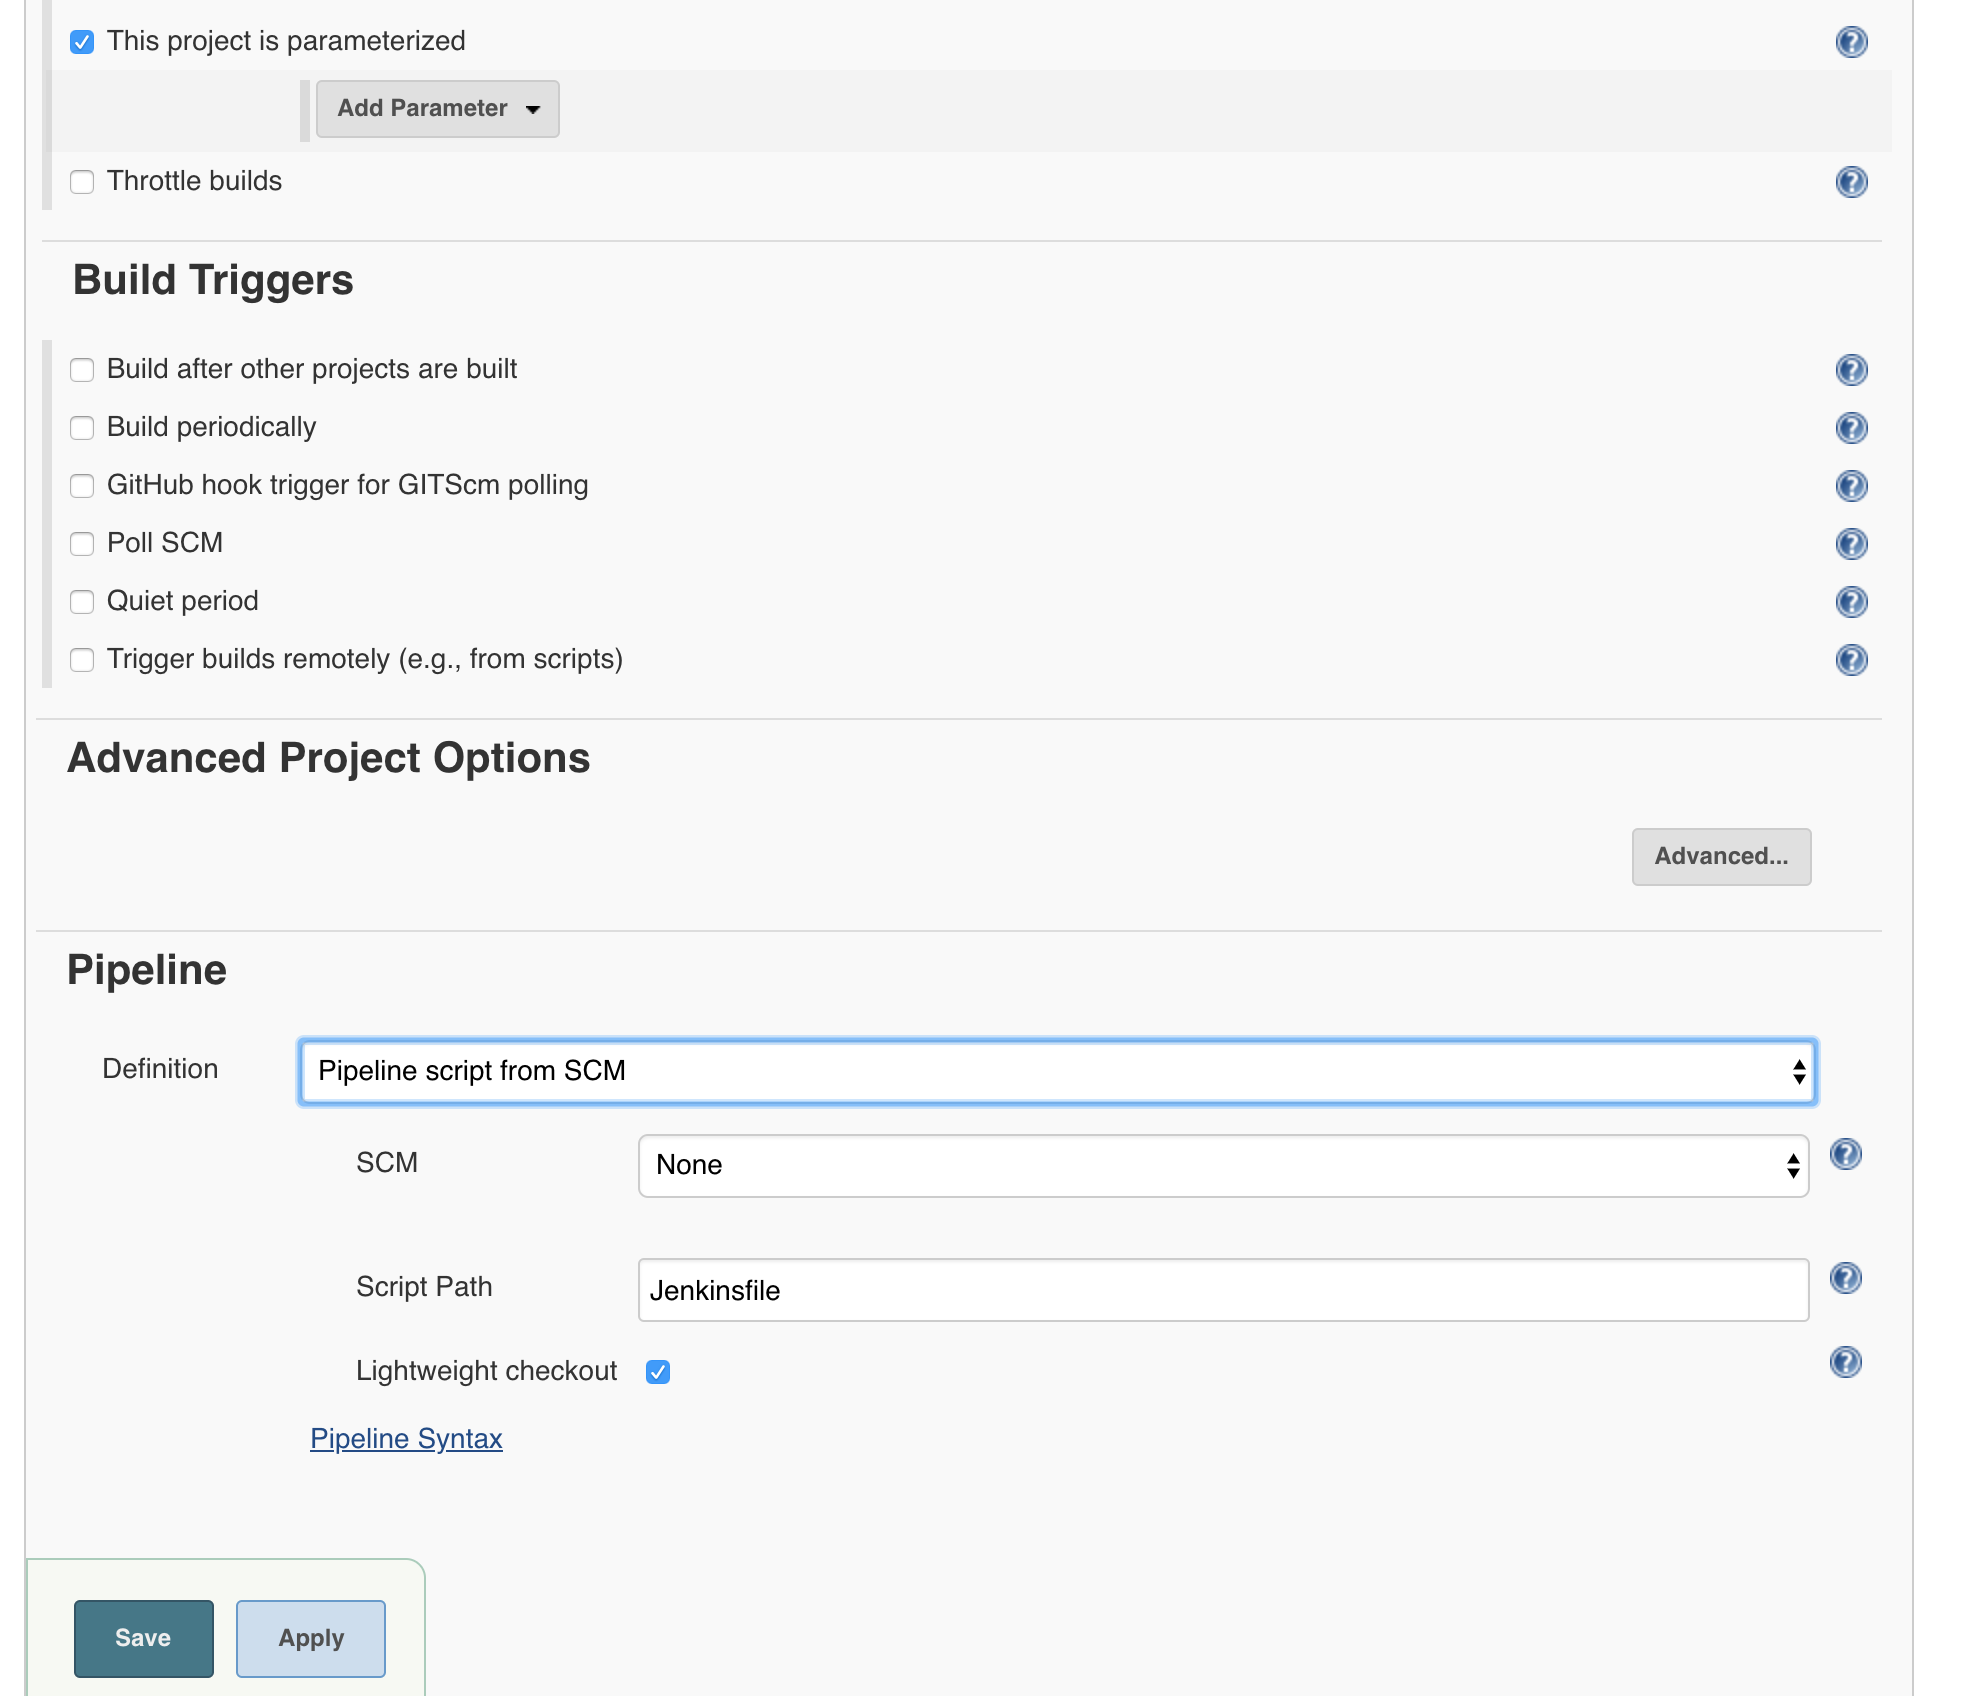 This project is parameterized
Add Parameter
Throttle builds
Build Triggers
Build after other projects are built
Build periodically
GitHub hook trigger for GITScm polling
Poll SCM
Quiet period
Trigger builds remotely (e.g., from scripts)
Advanced Project Options
Advanced...
Pipeline
Definition Pipeline script from SCM
SCM None
Script Path Jenkinsfile
Lightweight checkout
Pipeline Syntax
Save Apply